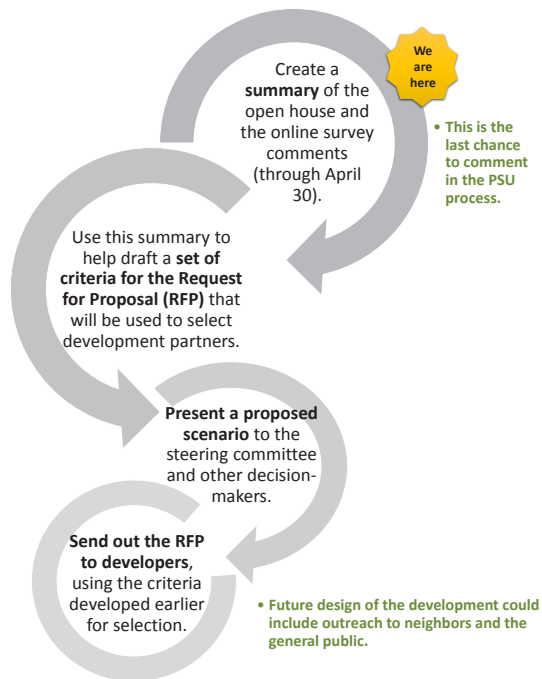 We
are
here
Create a
summary of the
open house and
the online survey
comments
(through April
30).
• This is the
last chance
to comment
in the PSU
process.
Use this summary to
help draft a set of
criteria for the Request
for Proposal (RFP) that
will be used to select
development partners.
Present a proposed
scenario to the
steering committee
and other decision-
makers.
Send out the RFP
to developers,
using the criteria
developed earlier
for selection.
• Future design of the development could
include outreach to neighbors and the
general public.